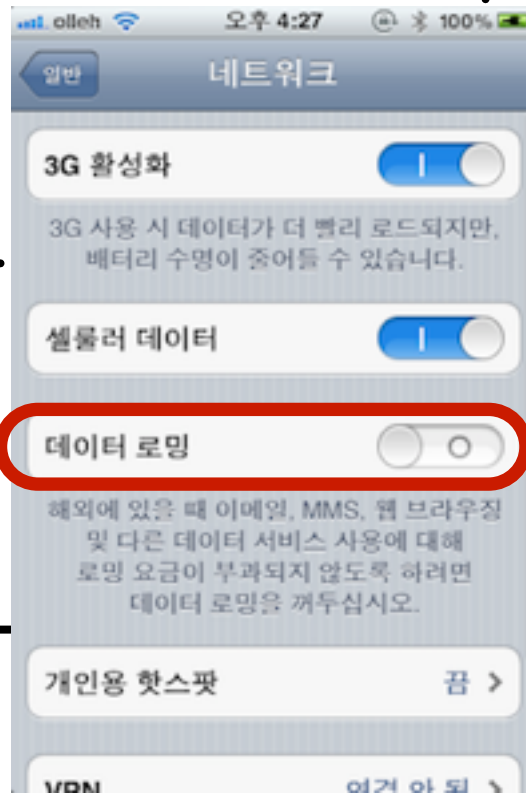 olleh 오후 4:27 100%
일반 네트워크
3G 활성화
3G 사용 시 데이터가 더 빨리 로드되지만,
배터리 수명이 줄어들 수 있습니다.
셀룰러 데이터
데이터 로밍
해외에 있을 때 이메일, MMS, 웹 브라우징
및 다른 데이터 서비스 사용에 대해
로밍 요금이 부과되지 않도록 하려면
데이터 로밍을 꺼두십시오.
개인용 핫스팟 끔
VPN 연결 안 됨